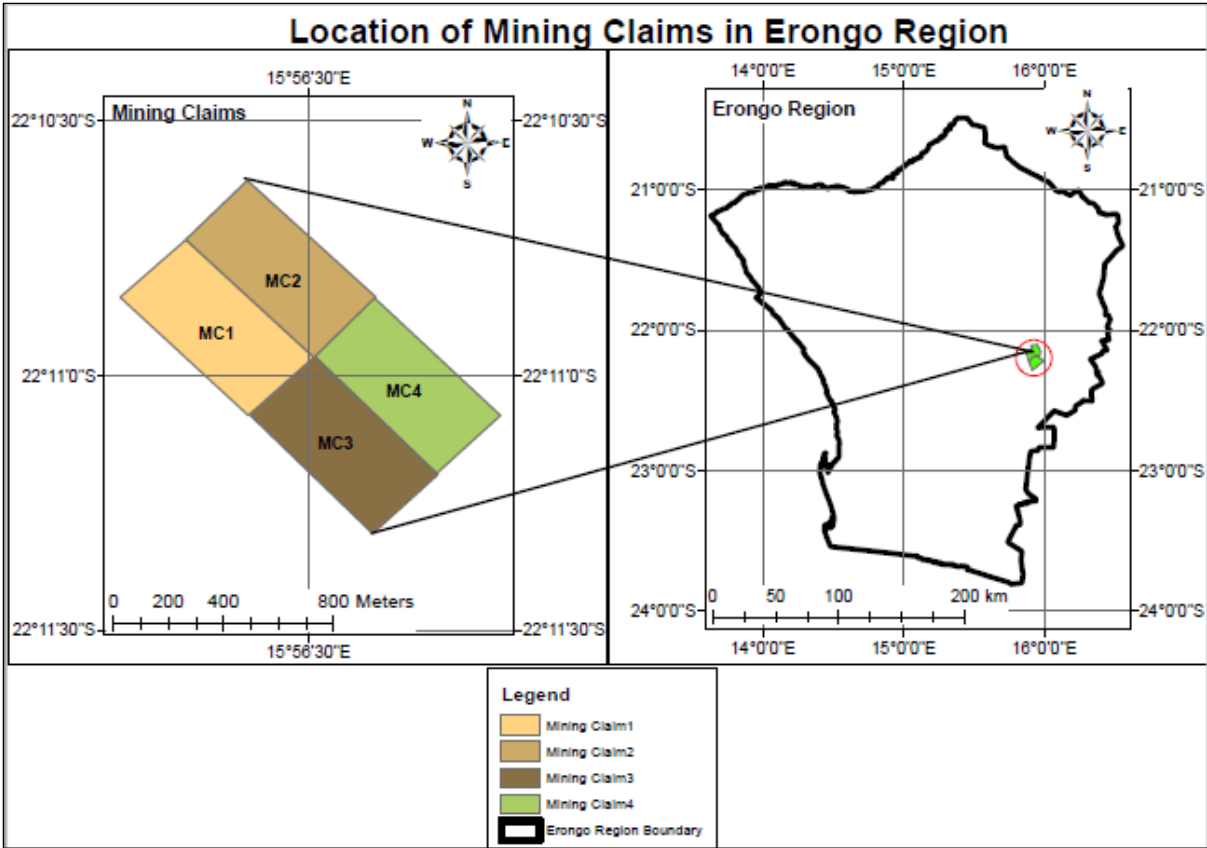 Location of Mining Claims in Erongo Region
15°56'30"E
Mining Claims
N
W E
S
22°10'30"S 22°10'30"S
MC2
MC1
22°11'0"S 22°11'0"S
MC4
MC3
0 200 400 800 Meters
22°11'30"S 22°11'30"S
15°56'30"E
14°0'0"E 15°0'0"E 16°0'0"E
Erongo Region
N
W E
S
21°0'0"S 21°0'0"S
22°0'0"S 22°0'0"S
23°0'0"S 23°0'0"S
0 50 100 200 km
24°0'0"S 24°0'0"S
14°0'0"E 15°0'0"E 16°0'0"E
Legend
Mining Claim1
Mining Claim2
Mining Claim3
Mining Claim4
Erongo Region Boundary